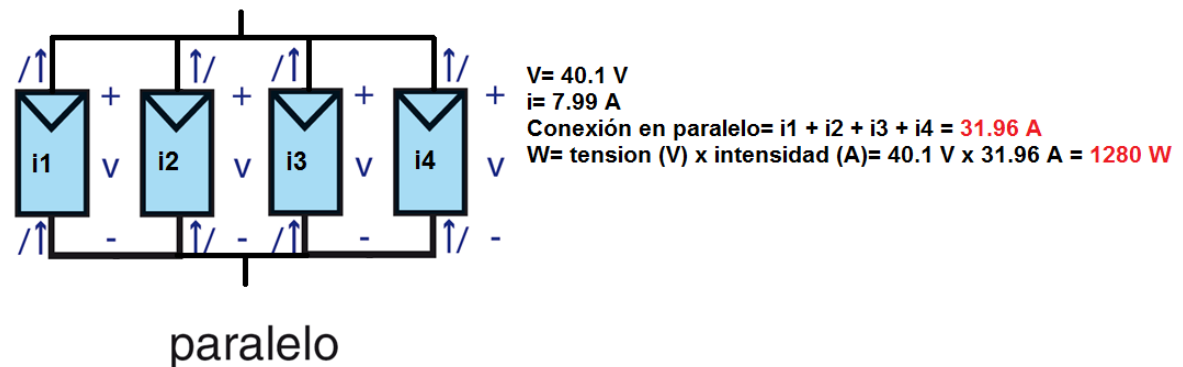 /↑ ↑/ /↑ ↑/
+ + + +
i1 v i2 v i3 v i4 v
/↑ - ↑/ - /↑ - ↑/ -
V= 40.1 V
i= 7.99 A
Conexión en paralelo= i1 + i2 + i3 + i4 = 31.96 A
W= tension (V) x intensidad (A)= 40.1 V x 31.96 A = 1280 W
paralelo